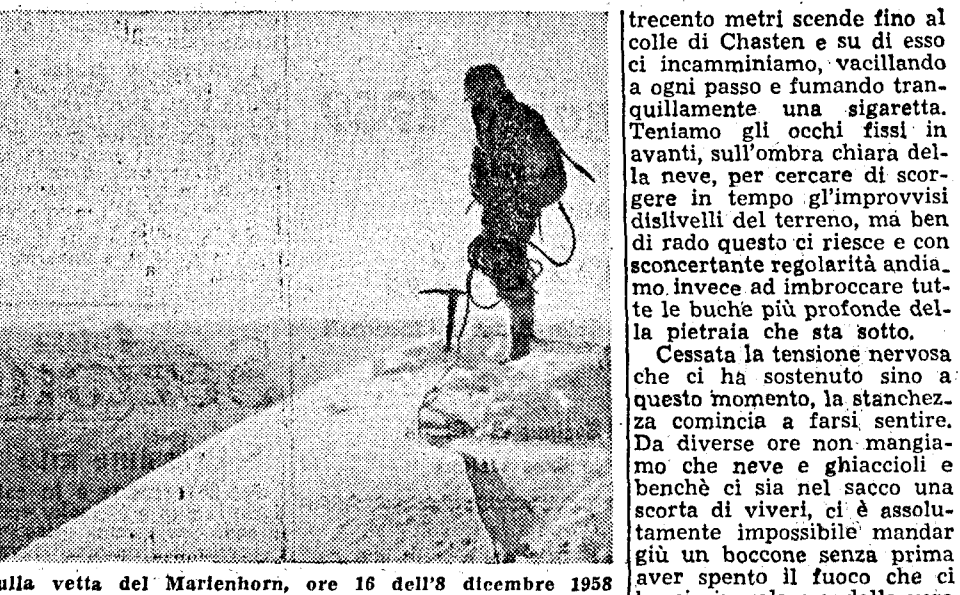 trecento metri scende fino al
colle di Chasten e su di esso
ci incamminiamo, vacillando
a ogni passo e fumando tran-
quillamente una sigaretta.
Teniamo gli occhi fissi in
avanti, sull'ombra chiara del-
la neve, per cercare di scor-
gere in tempo gl'improvvisi
dislivelli del terreno, ma ben
di rado questo ci riesce e con
sconcertante regolarità andia-
mo invece ad imbroccare tut-
te le buche più profonde del-
la pietraia che sta sotto.
Cessata la tensione nervosa
che ci ha sostenuto sino a
questo momento, la stanchez-
za comincia a farsi sentire.
Da diverse ore non mangia-
mo che neve e ghiaccioli e
benchè ci sia nel sacco una
scorta di viveri, ci è assolu-
tamente impossibile mandar
giù un boccone senza prima
aver spento il fuoco che ci
ulla vetta del Marienhorn, ore 16 dell'8 dicembre 1958